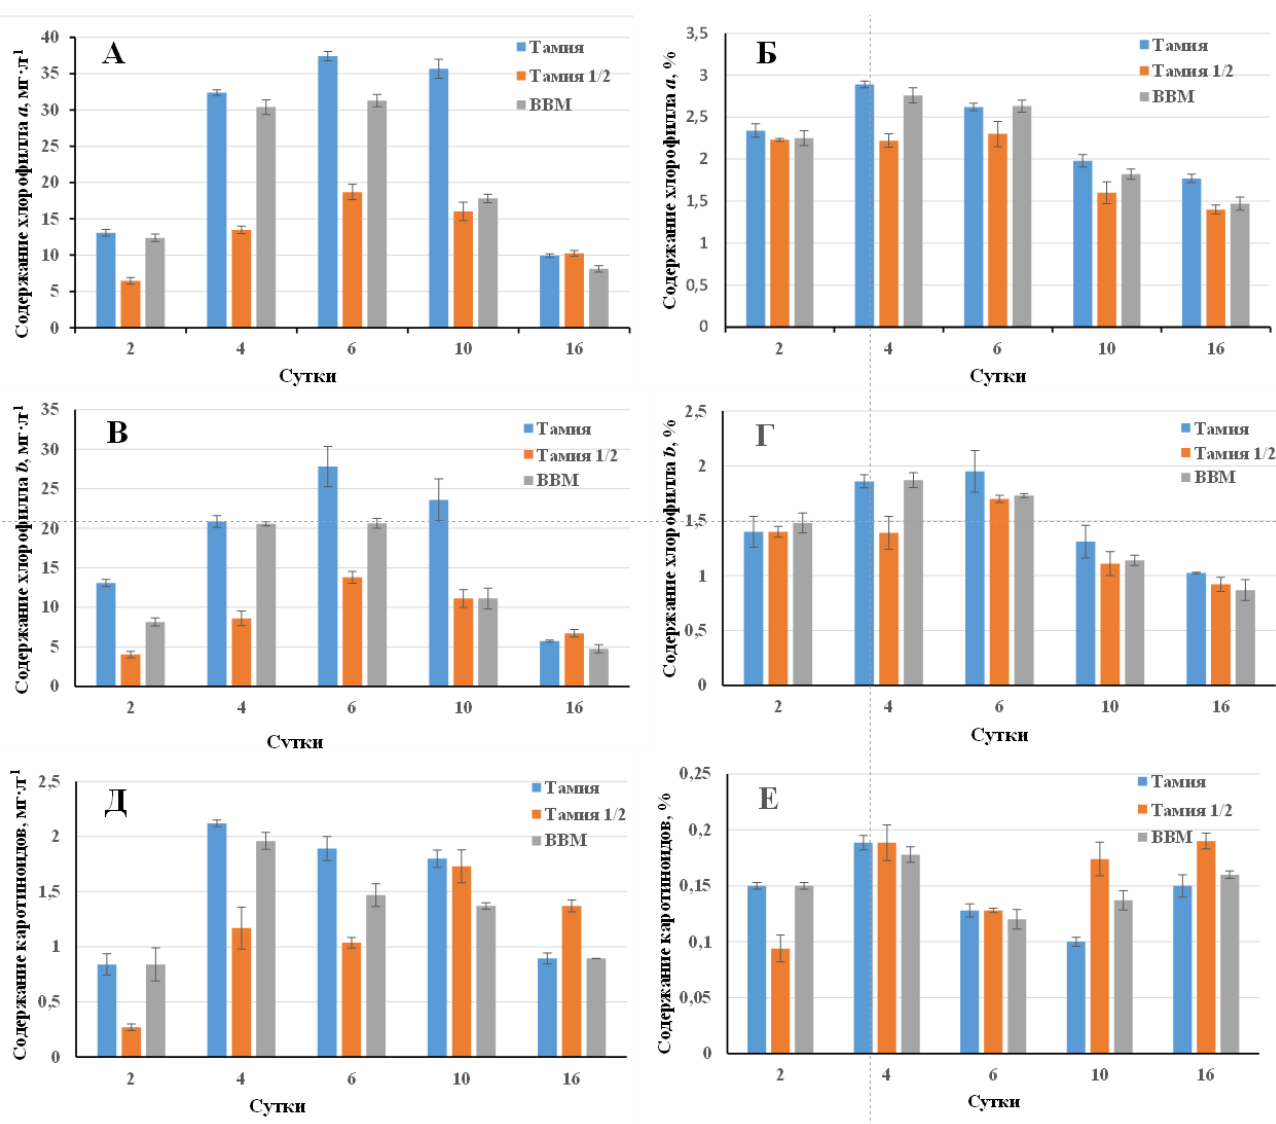 А
Содержание хлорофилла a, мг·л¹
40
35
30
25
20
15
10
5
0
Тамия
Тамия 1/2
BBM
2 4 6 10 16
Сутки
Б
Содержание хлорофилла a, %
3,5
3
2,5
2
1,5
1
0,5
0
Тамия
Тамия 1/2
BBM
2 4 6 10 16
Сутки
В
Содержание хлорофилла b, мг·л¹
35
30
25
20
15
10
5
0
Тамия
Тамия 1/2
BBM
2 4 6 10 16
Сутки
Г
Содержание хлорофилла b, %
2,5
2
1,5
1
0,5
0
Тамия
Тамия 1/2
BBM
2 4 6 10 16
Сутки
Д
Содержание каротиноидов, мг·л¹
2,5
2
1,5
1
0,5
0
Тамия
Тамия 1/2
BBM
2 4 6 10 16
Сутки
Е
Содержание каротиноидов, %
0,25
0,2
0,15
0,1
0,05
0
Тамия
Тамия 1/2
BBM
2 4 6 10 16
Сутки